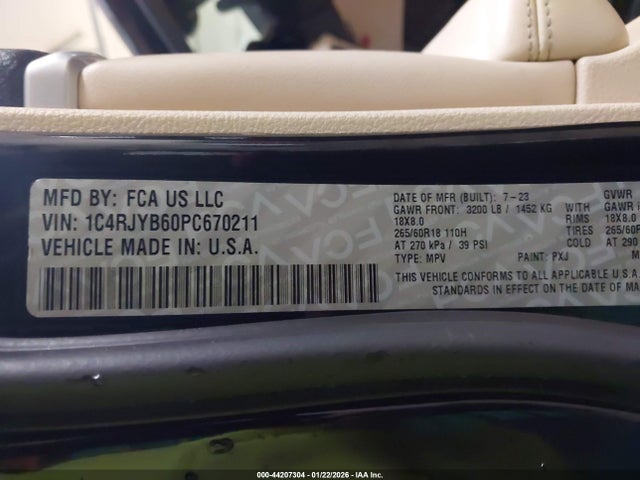 MFD BY: FCA US LLC
VIN: 1C4RJYB60PC670211
VEHICLE MADE IN: U.S.A.
DATE OF MFR (BUILT): 7-23
GAWR FRONT: 3200 LB / 1452 KG WITH
18X8.0 RIMS
265/60R18 110H TIRES
AT 270 kPa / 39 PSI COLD
TYPE: MPV PAINT: PXJ
THIS VEHICLE CONFORMS TO ALL APPLICABLE U.S.A.
STANDARDS IN EFFECT ON THE DATE OF MA
GVWR
GAWR
18X8.0
265/60R
AT 290
M
000-44207304 - 01/22/2026 - IAA Inc.